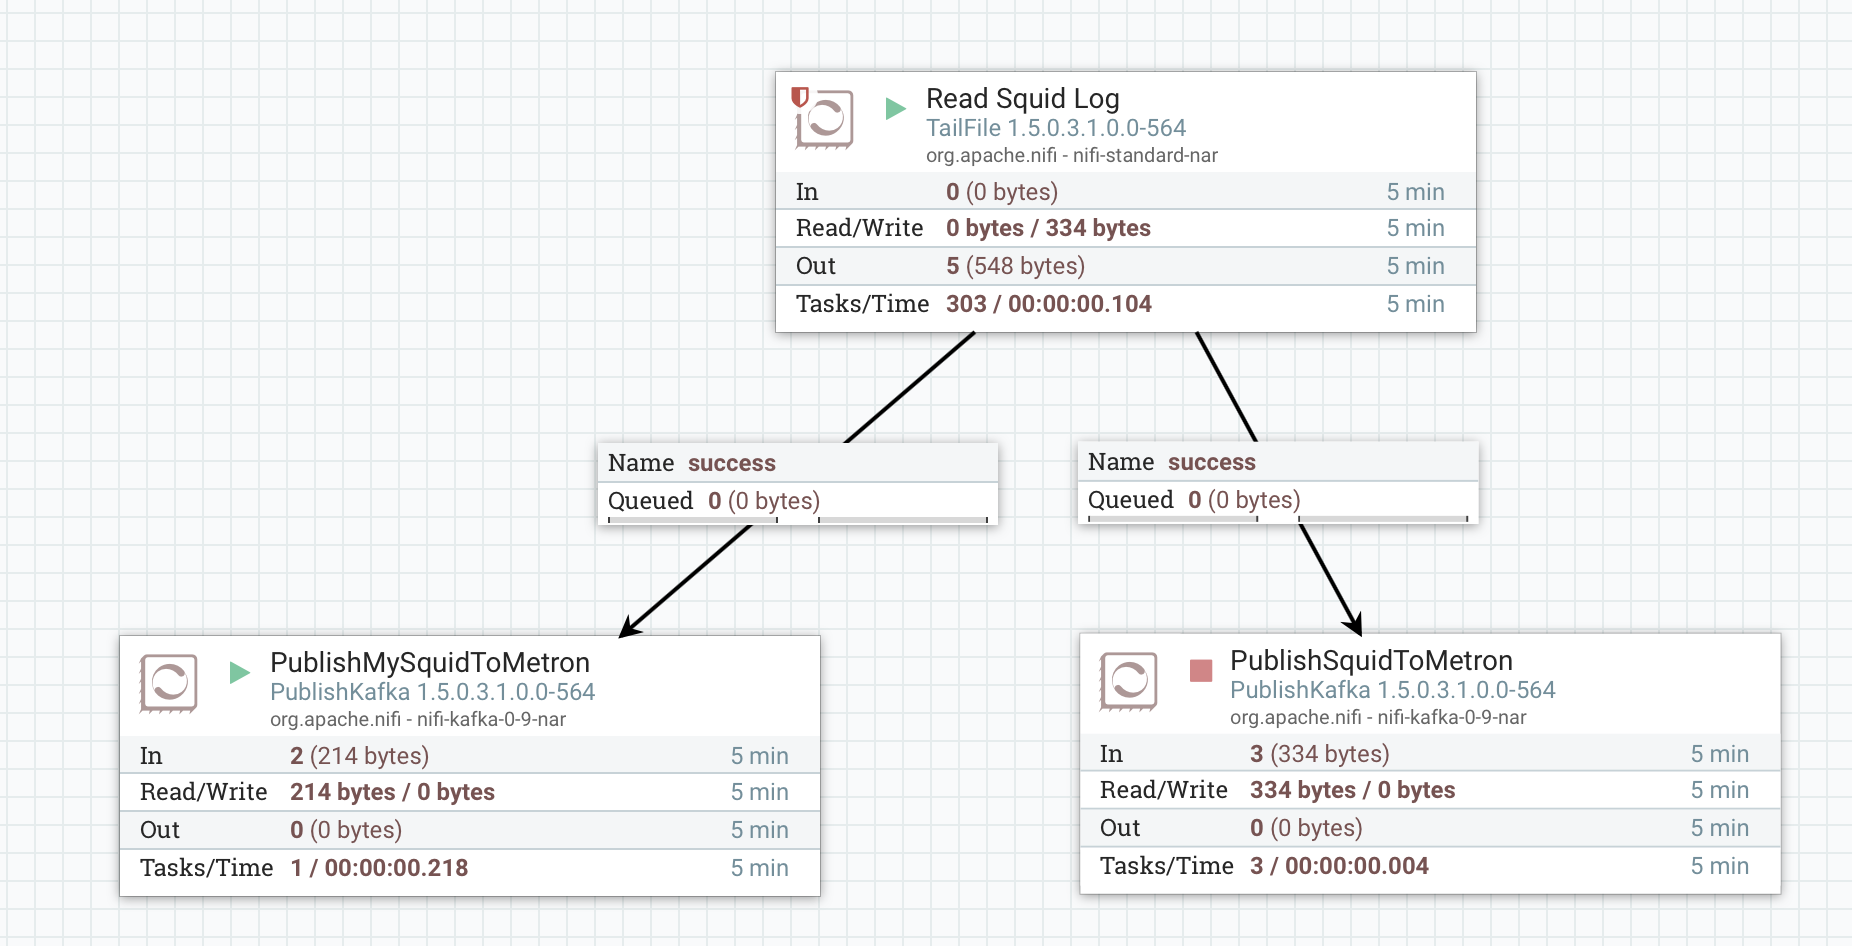 Read Squid Log
TailFile 1.5.0.3.1.0.0-564
org.apache.nifi - nifi-standard-nar
In 0 (0 bytes) 5 min
Read/Write 0 bytes / 334 bytes 5 min
Out 5 (548 bytes) 5 min
Tasks/Time 303 / 00:00:00.104 5 min
Name success
Queued 0 (0 bytes)
Name success
Queued 0 (0 bytes)
PublishMySquidToMetron
PublishKafka 1.5.0.3.1.0.0-564
org.apache.nifi - nifi-kafka-0-9-nar
In 2 (214 bytes) 5 min
Read/Write 214 bytes / 0 bytes 5 min
Out 0 (0 bytes) 5 min
Tasks/Time 1 / 00:00:00.218 5 min
PublishSquidToMetron
PublishKafka 1.5.0.3.1.0.0-564
org.apache.nifi - nifi-kafka-0-9-nar
In 3 (334 bytes) 5 min
Read/Write 334 bytes / 0 bytes 5 min
Out 0 (0 bytes) 5 min
Tasks/Time 3 / 00:00:00.004 5 min